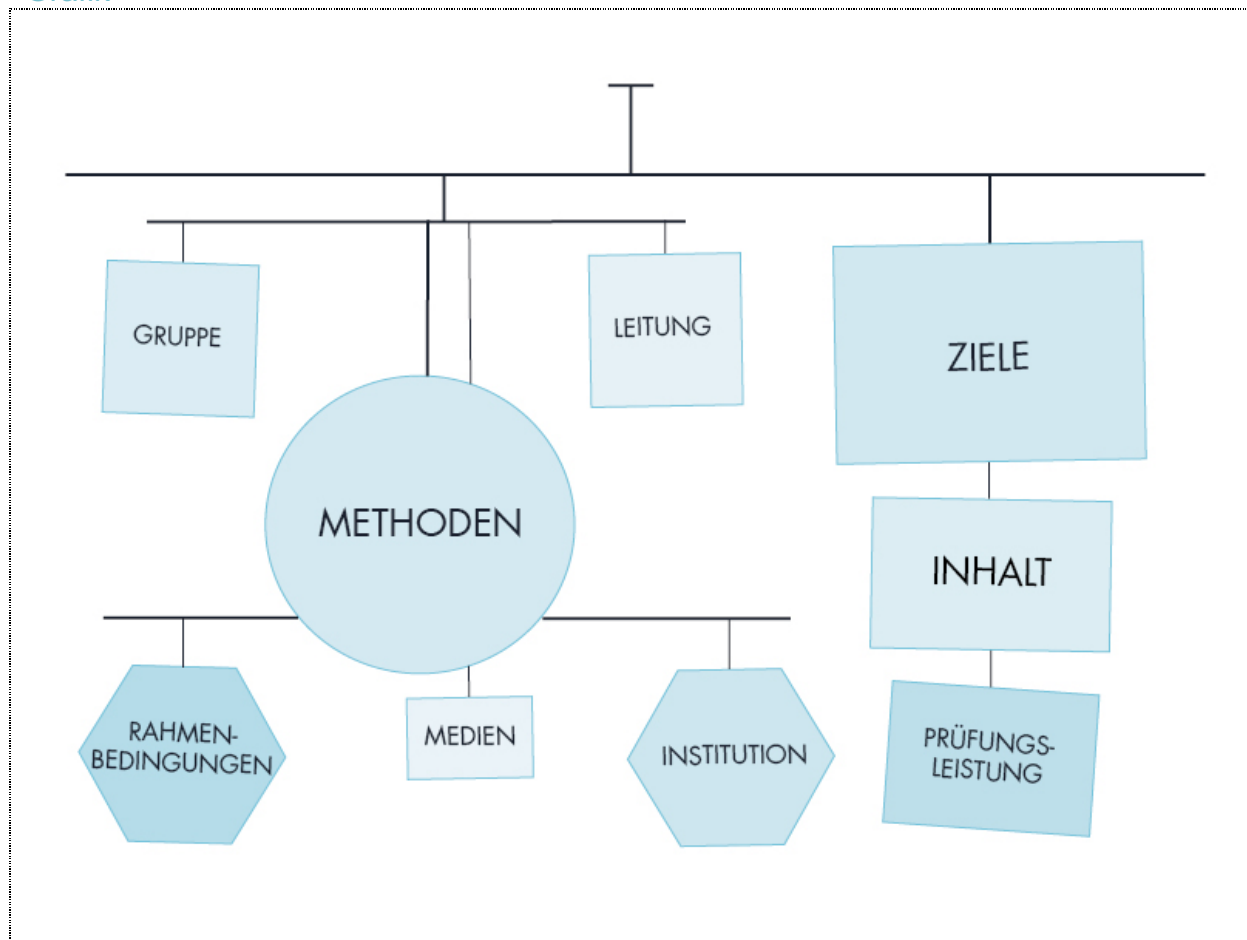 GRUPPE
LEITUNG
ZIELE
METHODEN
INHALT
RAHMEN-
BEDINGUNGEN
MEDIEN
INSTITUTION
PRÜFUNGS-
LEISTUNG